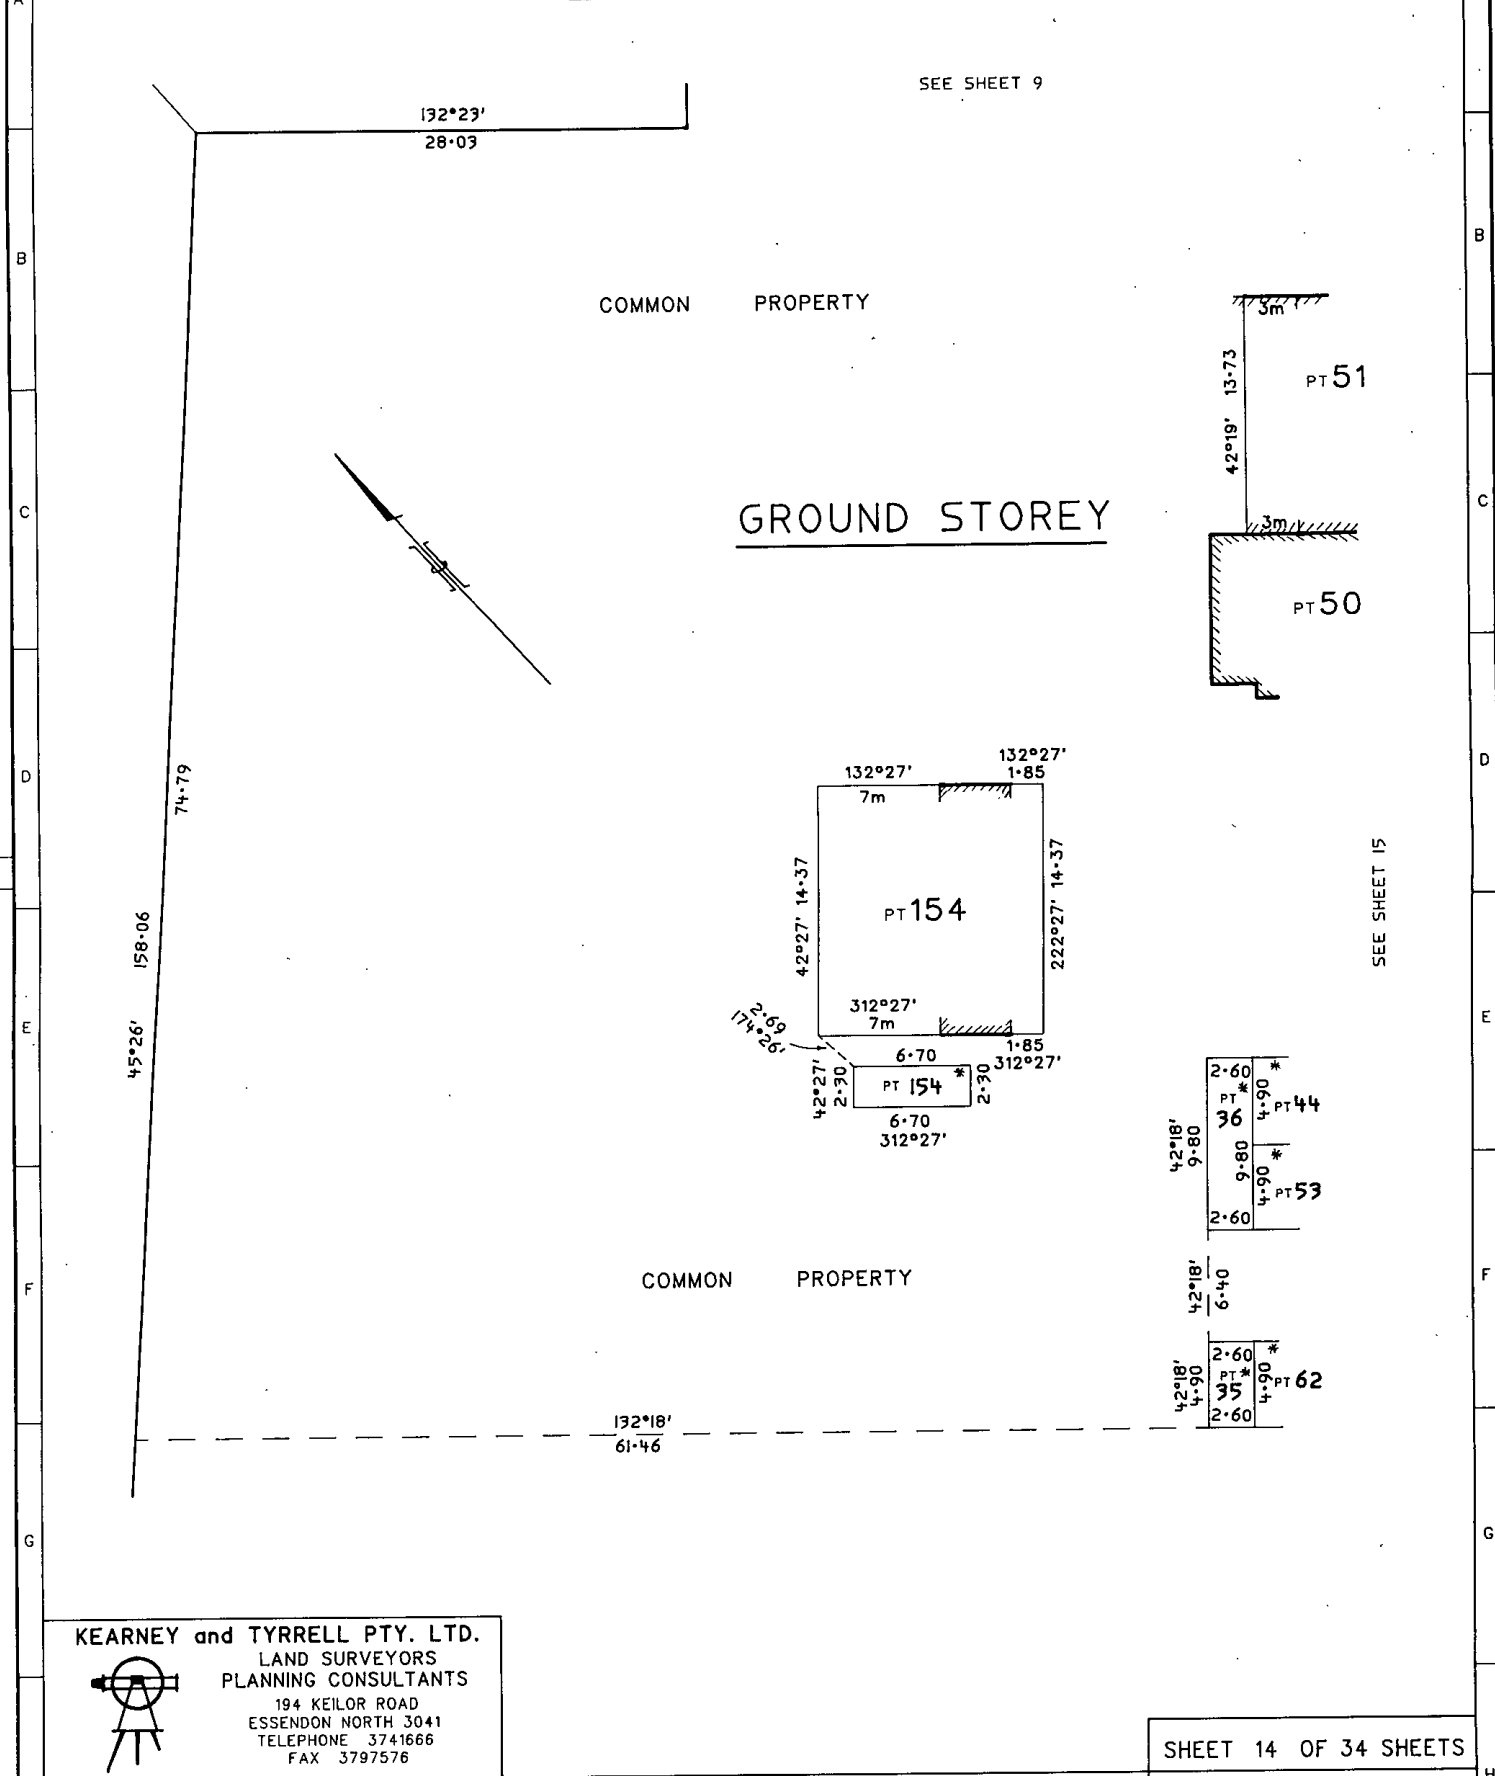 A
SEE SHEET 9
132°23'
28·03
B
B
COMMON PROPERTY
3m
PT 51
42°19' 13·73
C
C
GROUND STOREY
3m
PT 50
D
D
74·79
132°27'
132°27'
1·85
7m
42°27' 14·37
PT 154
222°27' 14·37
SEE SHEET 15
158·06
45°26'
E
E
312°27'
7m
2·69
174°26'
1·85
312°27'
6·70
42°27'
2·30
PT 154 *
2·30
6·70
312°27'
2·60
PT *
36
4·90
*
PT 44
42°18'
9·80
9·80
4·90
*
PT 53
2·60
F
F
COMMON PROPERTY
42°18'
6·40
42°18'
4·90
2·60
PT *
35
2·60
4·90
*
PT 62
132°18'
61·46
G
G
KEARNEY and TYRRELL PTY. LTD.
LAND SURVEYORS
PLANNING CONSULTANTS
194 KEILOR ROAD
ESSENDON NORTH 3041
TELEPHONE 3741666
FAX 3797576
SHEET 14 OF 34 SHEETS
H